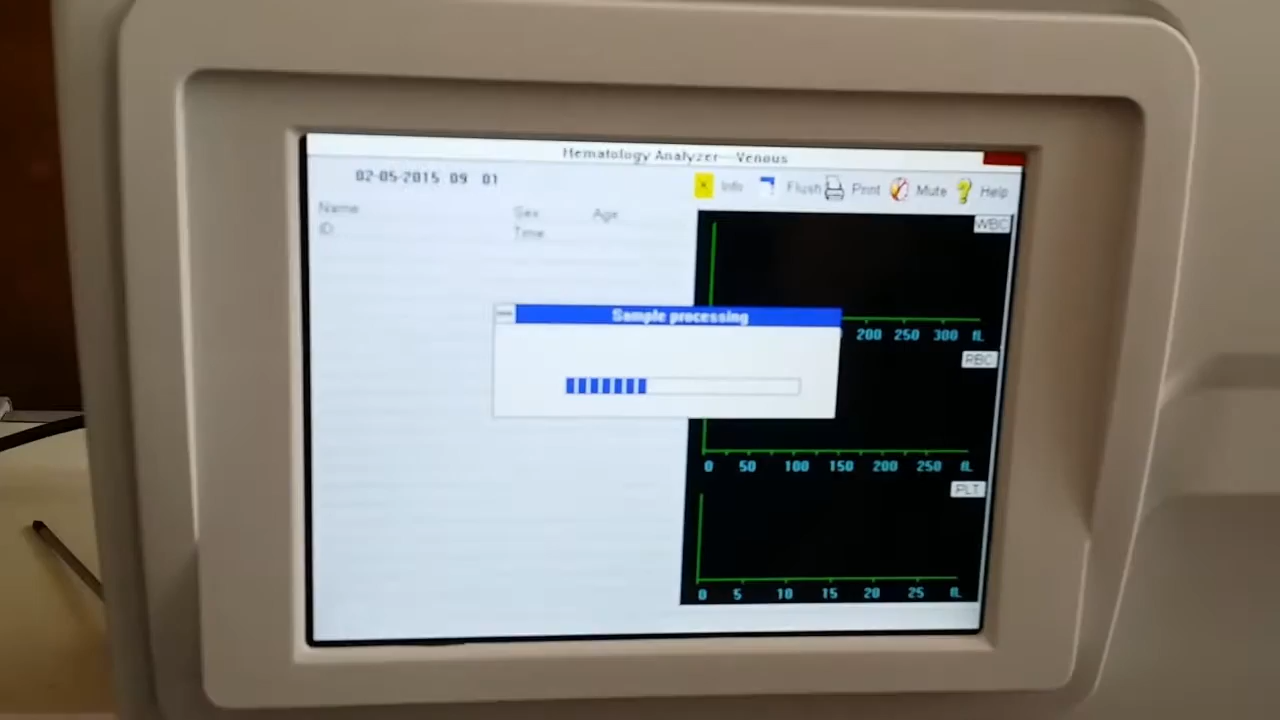 Hematology Analyzer--Venous
02-05-2015 09 01
Info Flush Print Mute Help
Name Sex Age
ID Time
WBC
Sample processing
200 250 300 fL
RBC
0 50 100 150 200 250 fL
PLT
0 5 10 15 20 25 fL